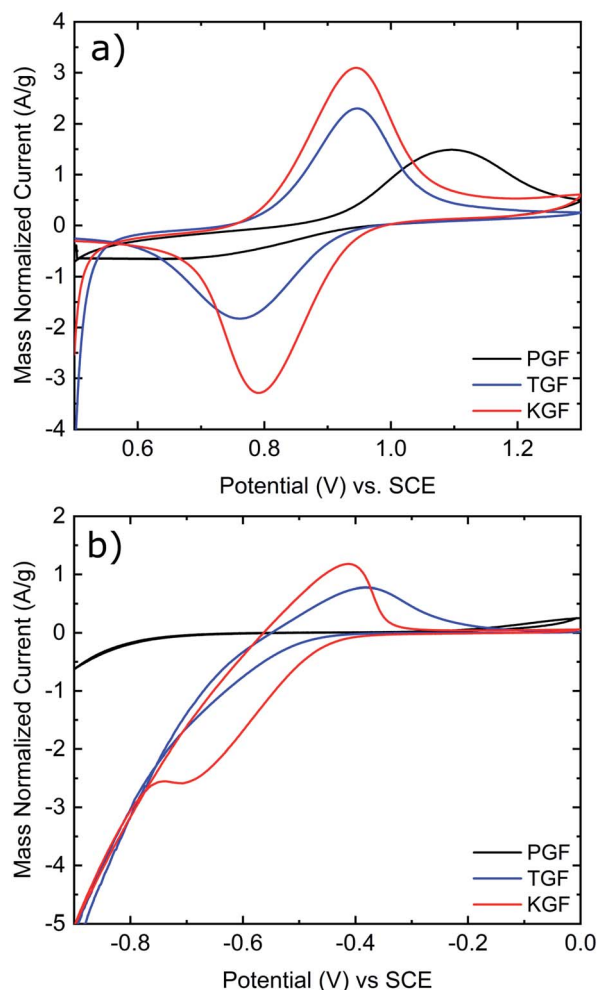 a)
Mass Normalized Current (A/g)
4
3
2
1
0
-1
-2
-3
-4
PGF
TGF
KGF
0.6 0.8 1.0 1.2
Potential (V) vs. SCE
b)
Mass Normalized Current (A/g)
2
1
0
-1
-2
-3
-4
-5
PGF
TGF
KGF
-0.8 -0.6 -0.4 -0.2 0.0
Potential (V) vs SCE